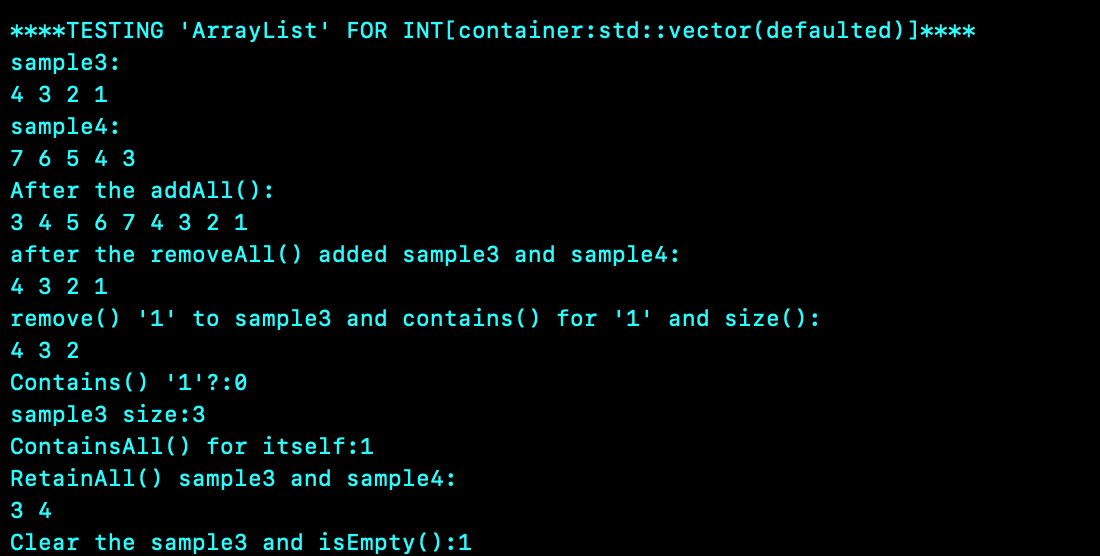 ****TESTING 'ArrayList' FOR INT[container:std::vector(defaulted)]****
sample3:
4 3 2 1
sample4:
7 6 5 4 3
After the addAll():
3 4 5 6 7 4 3 2 1
after the removeAll() added sample3 and sample4:
4 3 2 1
remove() '1' to sample3 and contains() for '1' and size():
4 3 2
Contains() '1'?:0
sample3 size:3
ContainsAll() for itself:1
RetainAll() sample3 and sample4:
3 4
Clear the sample3 and isEmpty():1